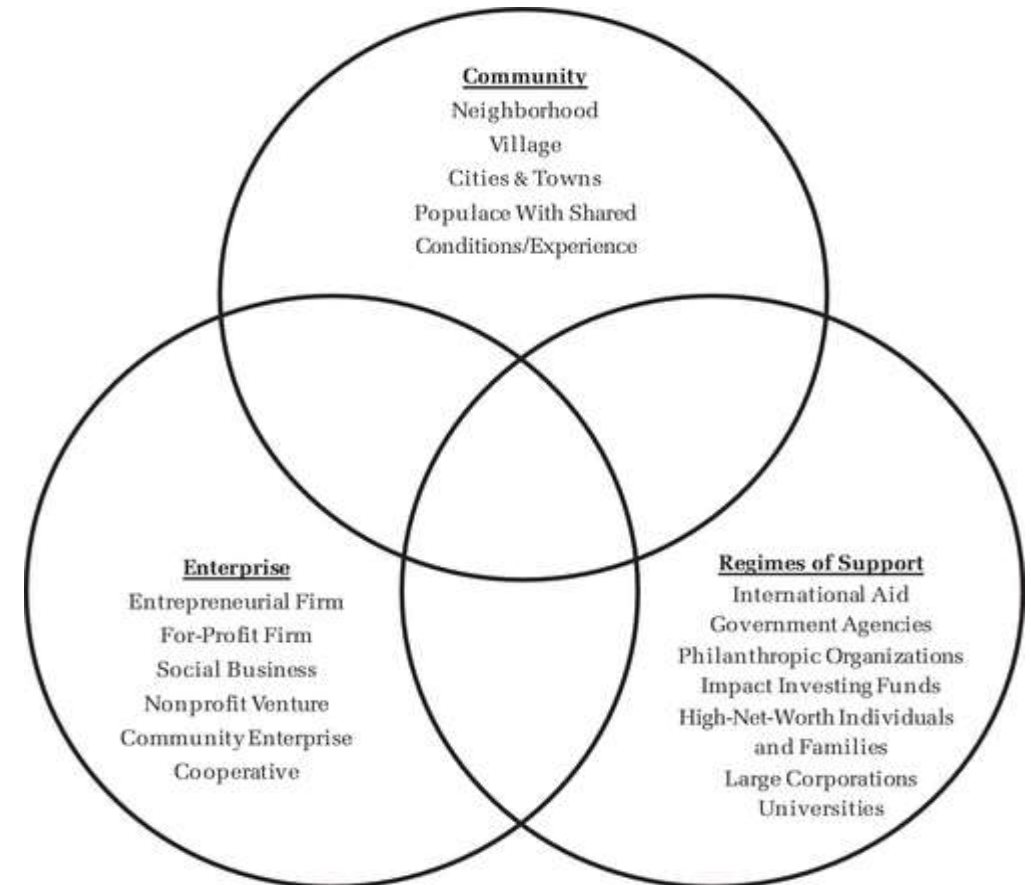 Community
Neighborhood
Village
Cities & Towns
Populace With Shared
Conditions/Experience
Enterprise
Entrepreneurial Firm
For-Profit Firm
Social Business
Nonprofit Venture
Community Enterprise
Cooperative
Regimes of Support
International Aid
Government Agencies
Philanthropic Organizations
Impact Investing Funds
High-Net-Worth Individuals
and Families
Large Corporations
Universities